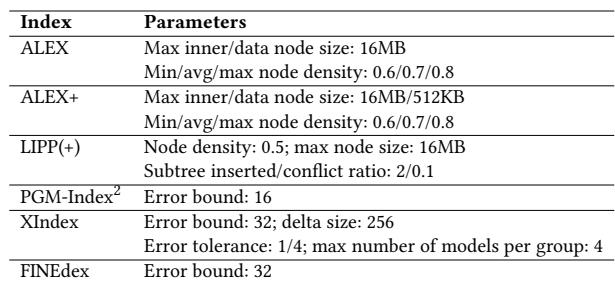 Index Parameters
ALEX Max inner/data node size: 16MB
Min/avg/max node density: 0.6/0.7/0.8
ALEX+ Max inner/data node size: 16MB/512KB
Min/avg/max node density: 0.6/0.7/0.8
LIPP(+) Node density: 0.5; max node size: 16MB
Subtree inserted/conflict ratio: 2/0.1
PGM-Index² Error bound: 16
XIndex Error bound: 32; delta size: 256
Error tolerance: 1/4; max number of models per group: 4
FINEdex Error bound: 32